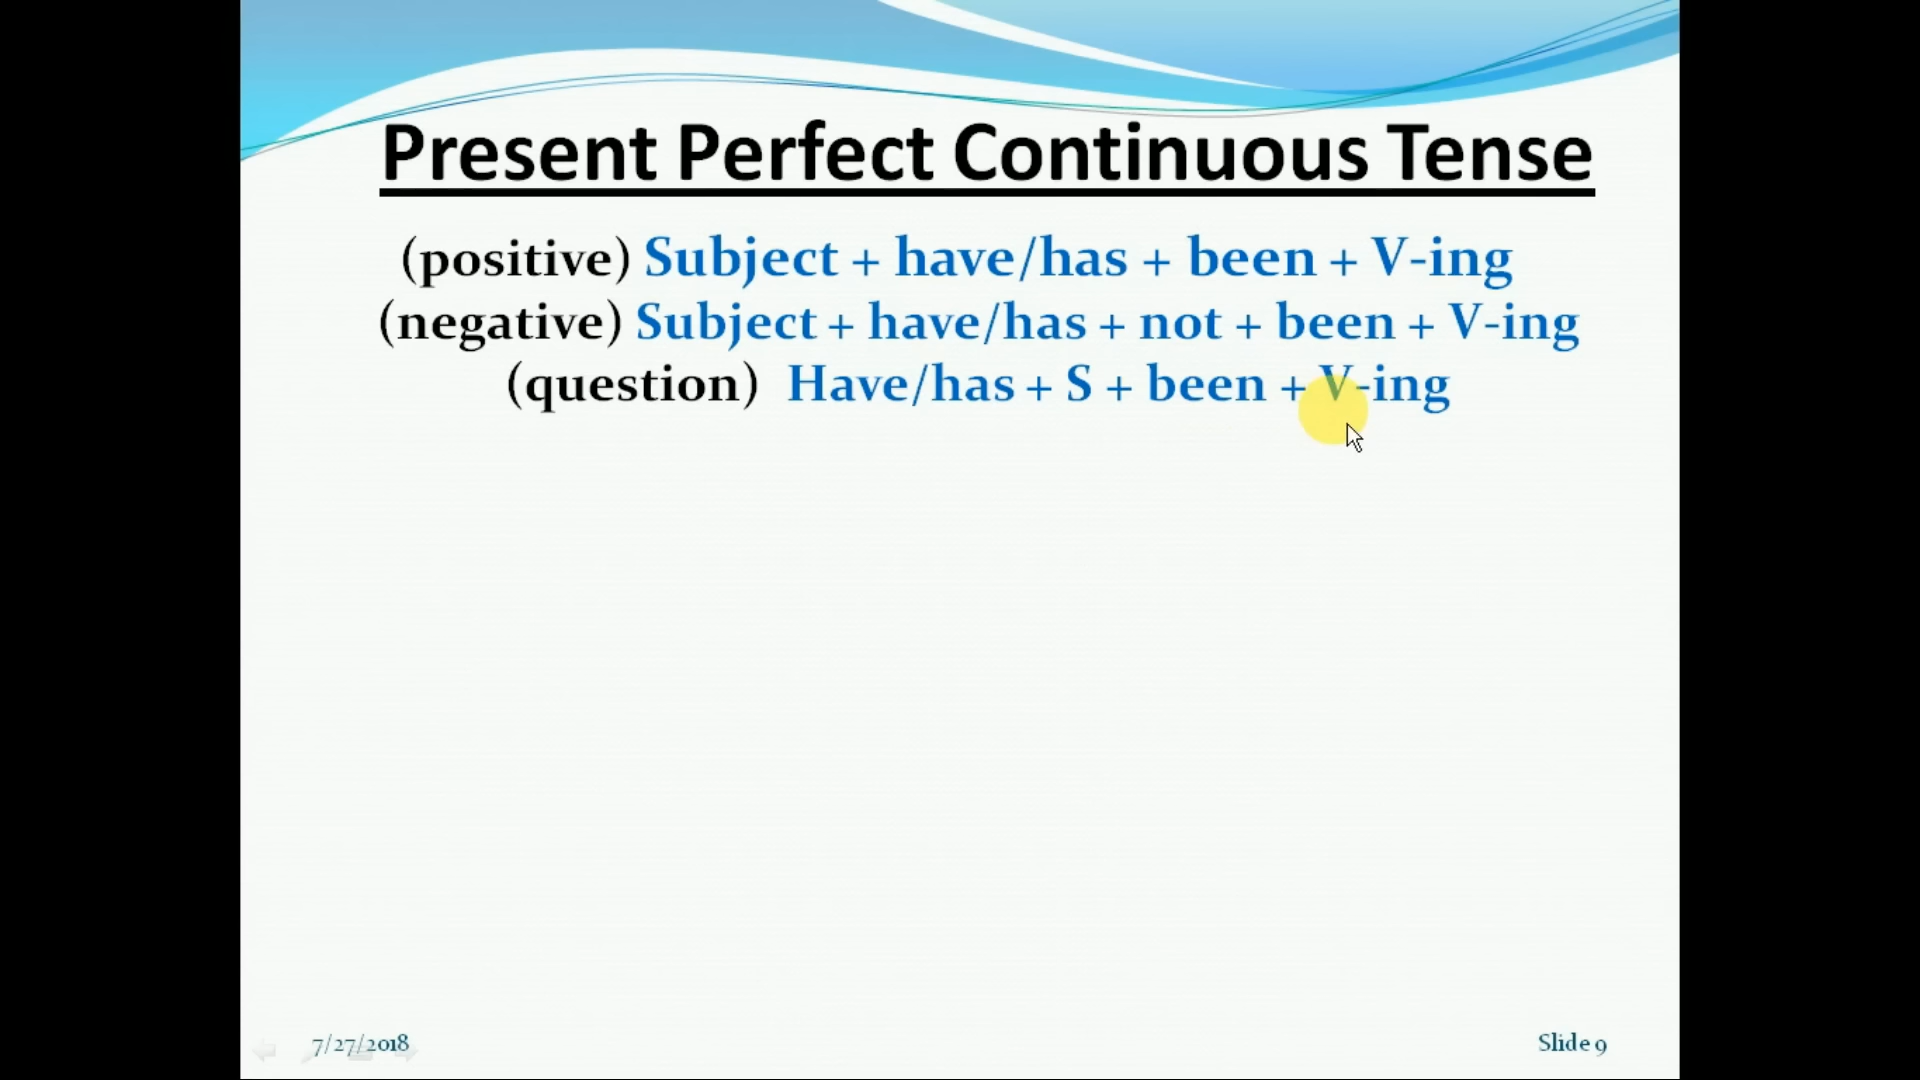 Present Perfect Continuous Tense
(positive) Subject + have/has + been + V-ing
(negative) Subject + have/has + not + been + V-ing
(question) Have/has + S + been + V-ing
7/27/2018
Slide 9